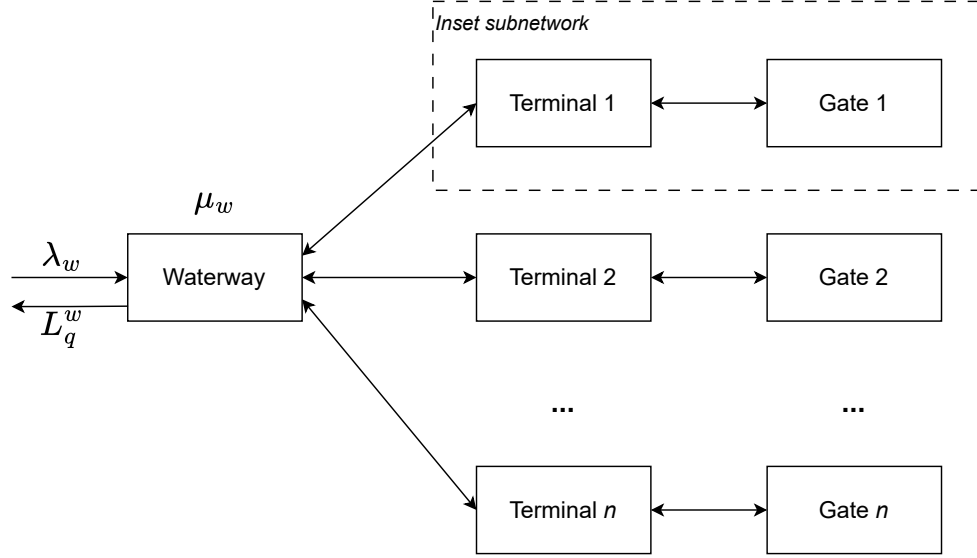 Inset subnetwork
Terminal 1
Gate 1
μ_w
λ_w
Waterway
Terminal 2
Gate 2
L_q^w
...
...
Terminal n
Gate n